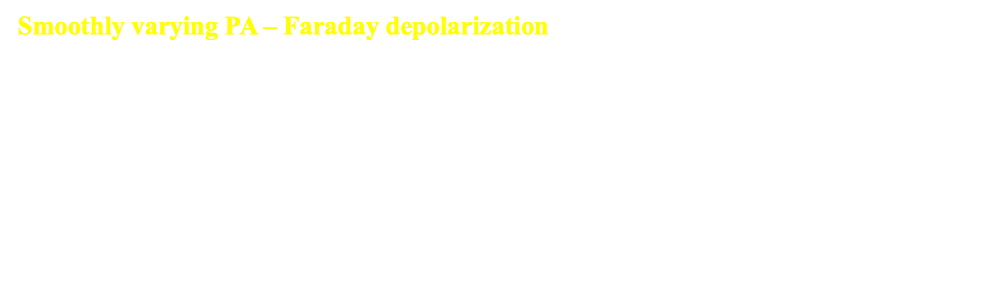 Smoothly varying PA – Faraday depolarization